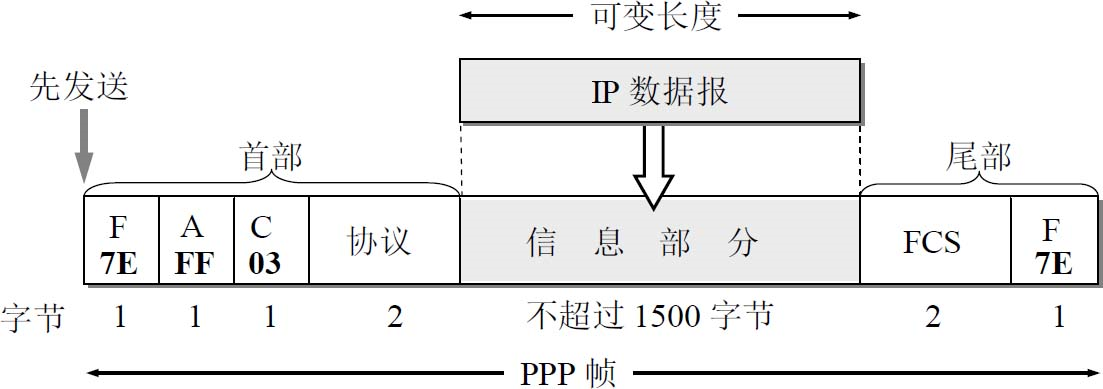 可变长度
IP 数据报
先发送
首部
尾部
F A C 协议 信息部分 FCS F
7E FF 03 7E
字节 1 1 1 2 不超过 1500 字节 2 1
PPP 帧